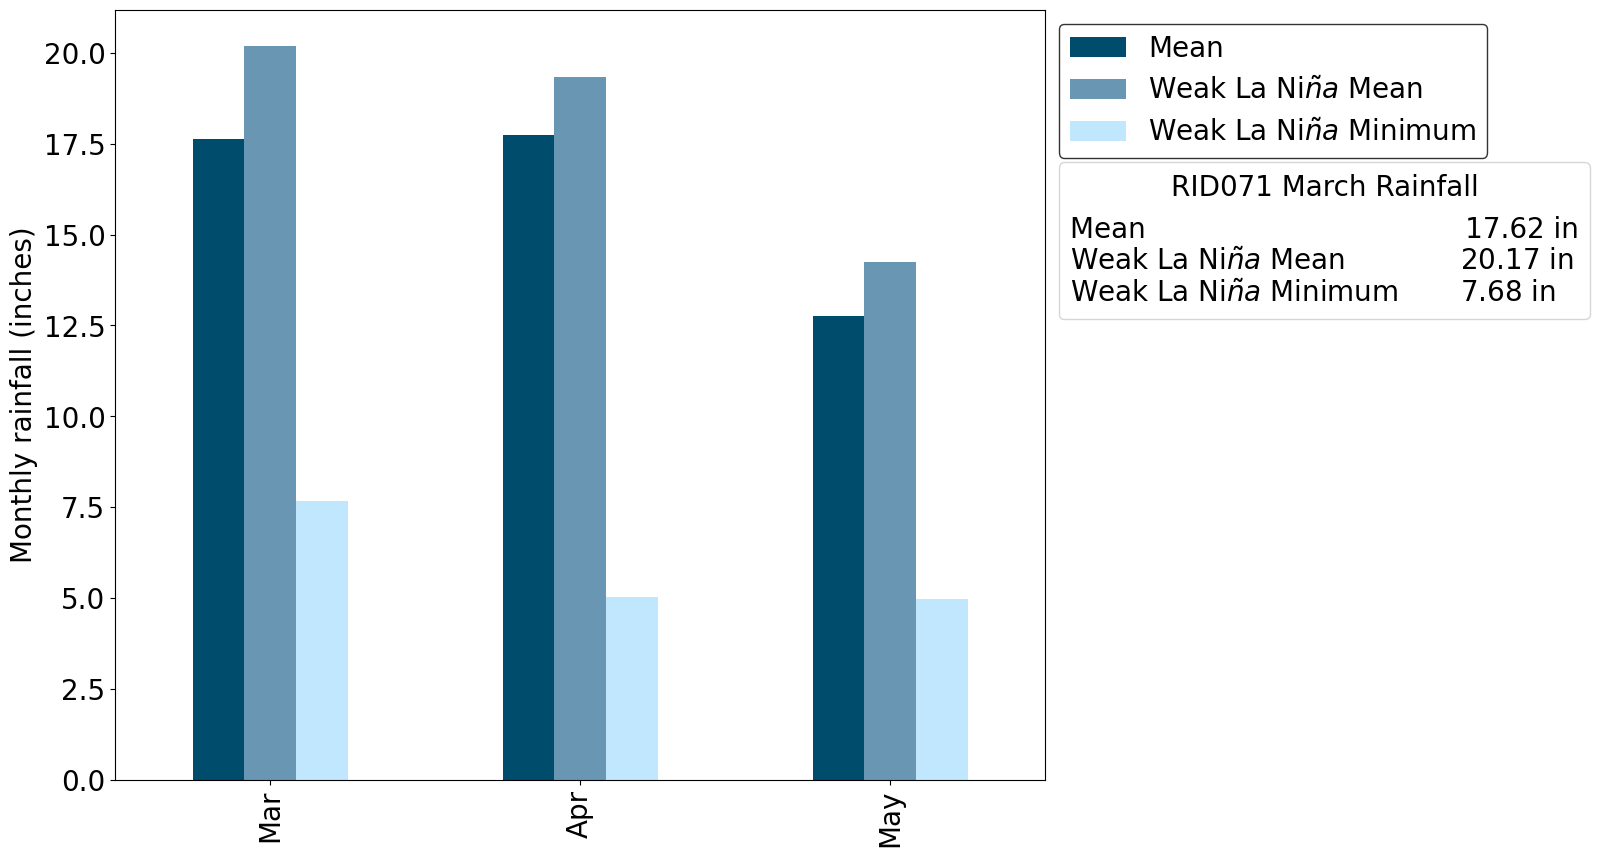 Monthly rainfall (inches)
20.0
17.5
15.0
12.5
10.0
7.5
5.0
2.5
0.0
Mar
Apr
May
Mean
Weak La Niña Mean
Weak La Niña Minimum
RID071 March Rainfall
Mean 17.62 in
Weak La Niña Mean 20.17 in
Weak La Niña Minimum 7.68 in